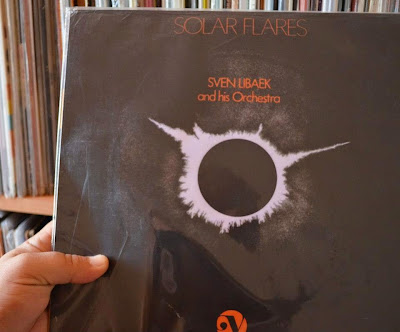 SOLAR FLARES
SVEN LIBAEK
and his Orchestra